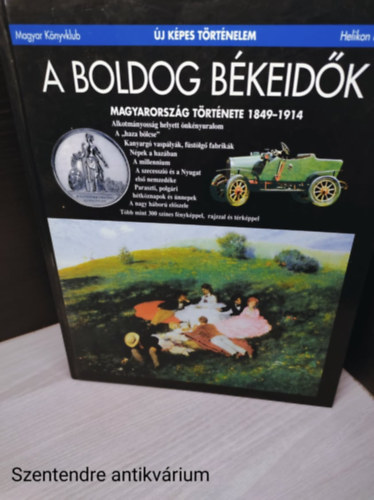 Magyar Könyvklub
ÚJ KÉPES TÖRTÉNELEM
Helikon
A BOLDOG BÉKEIDŐK
MAGYARORSZÁG TÖRTÉNETE 1849-1914
Alkotmányosság helyett önkényuralom
A „haza bölcse”
Kanyargó vaspályák, füstölgő fabrikák
Népek a hazában
A millennium
A szecesszió és a Nyugat
első nemzedéke
Paraszti, polgári
hétköznapok és ünnepek
A nagy háború előszele
Több mint 300 színes fényképpel, rajzzal és térképpel
Szentendre antikvárium